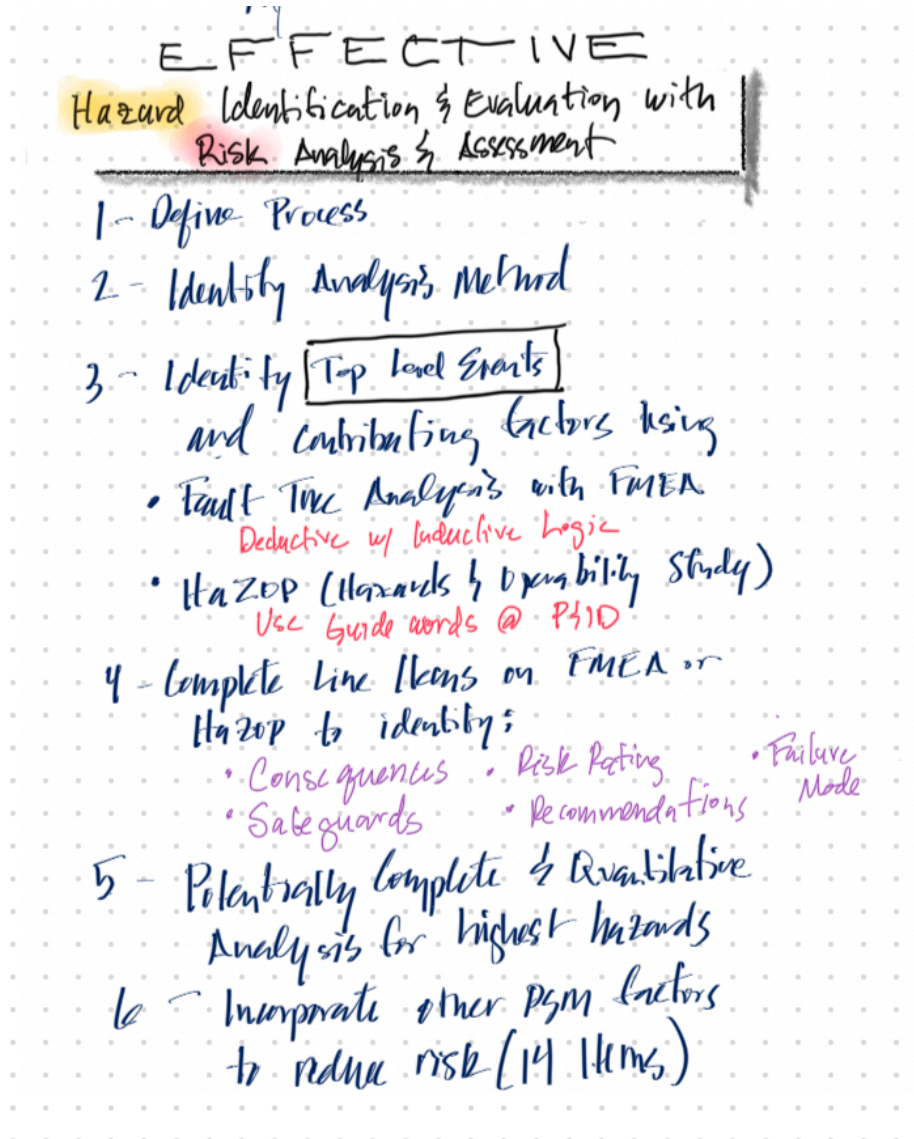 EFFECTIVE
Hazard Identification & Evaluation with
Risk Analysis & Assessment
1 - Define Process
2 - Identify Analysis Method
3 - Identity Top Level Events
and contributing factors using
• Fault Tree Analysis with FMEA
Deductive w/ Inductive Logic
• HaZOP (Hazards & Operability Study)
Use Guide words @ P&ID
4 - Complete Line Items on FMEA or
HaZOP to identity:
• Consequences • Risk Rating • Failure
Mode
• Safeguards • Recommendations
5 - Potentially Complete & Quantitative
Analysis for highest hazards
6 - Incorporate other PSM factors
to reduce risk (14 Items)